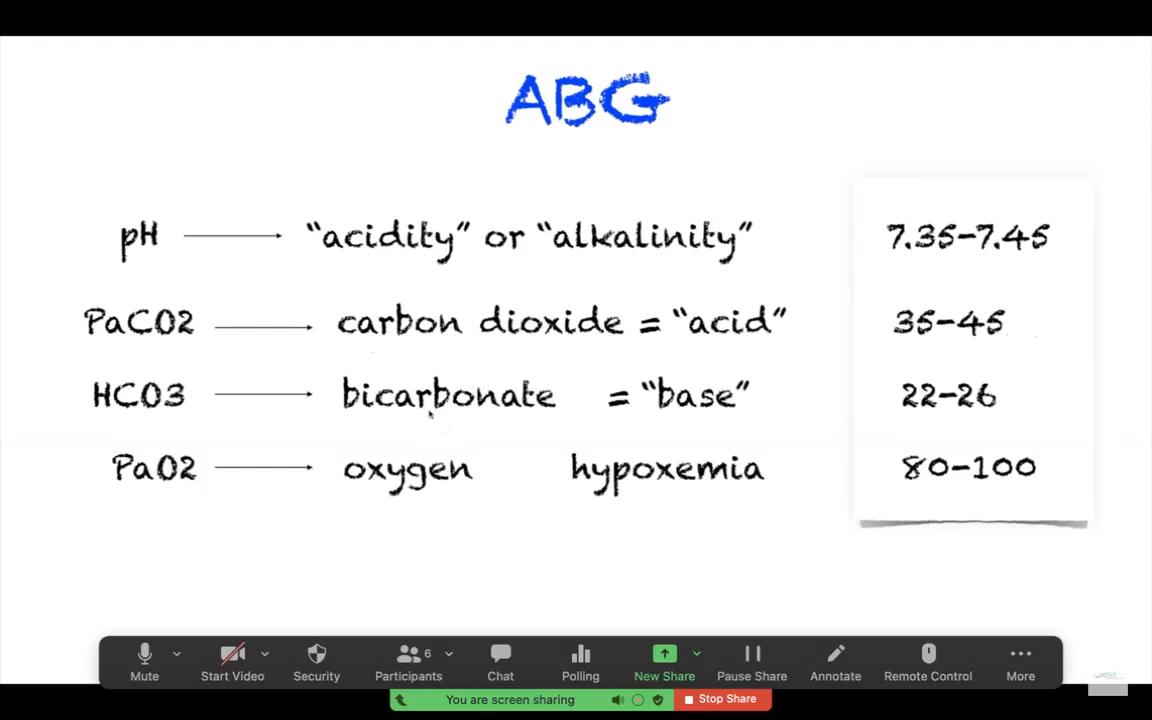 ABG
pH “acidity” or “alkalinity” 7.35-7.45
PaCO2 carbon dioxide = “acid” 35-45
HCO3 bicarbonate = “base” 22-26
PaO2 oxygen hypoxemia 80-100
Mute Start Video Security Participants 6 Chat Polling New Share Pause Share Annotate Remote Control More
You are screen sharing Stop Share